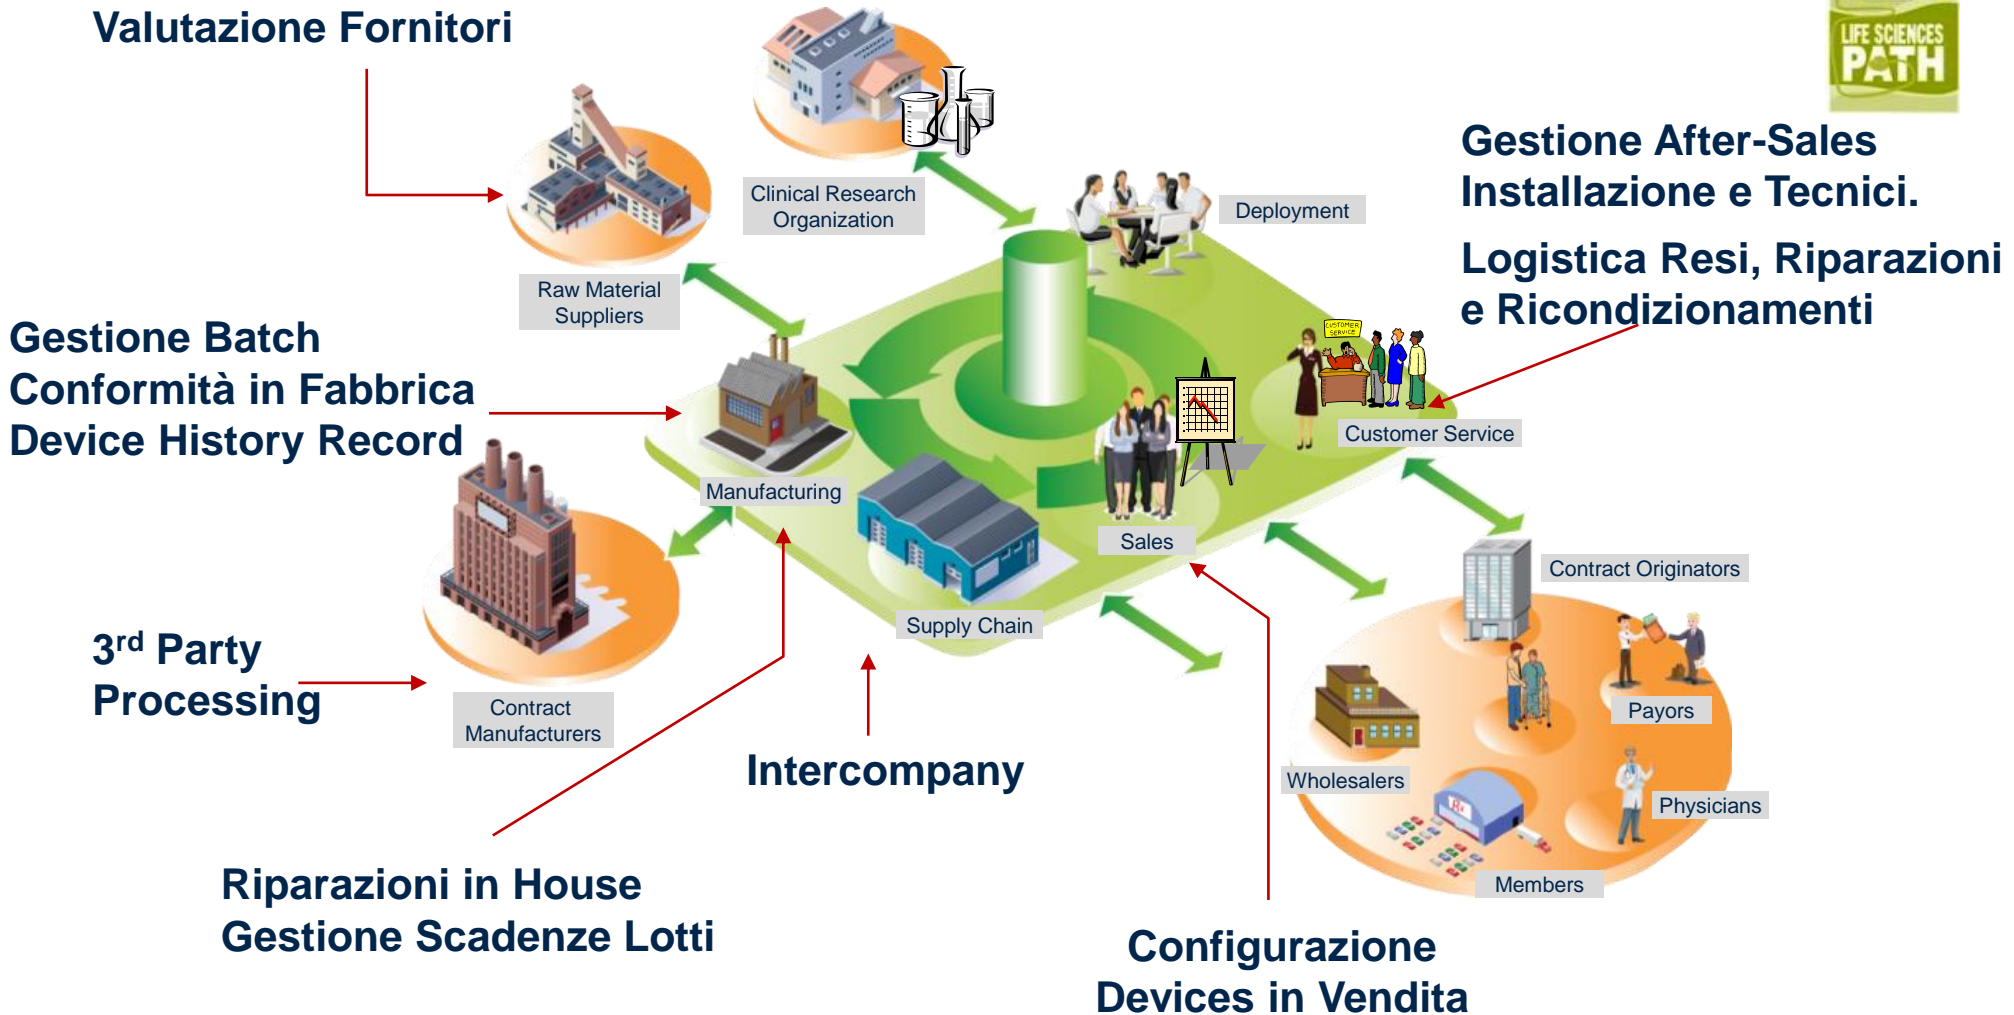 Valutazione Fornitori
LIFE SCIENCES
PATH
Gestione After-Sales
Installazione e Tecnici.
Logistica Resi, Riparazioni
e Ricondizionamenti
Clinical Research
Organization
Deployment
Raw Material
Suppliers
Gestione Batch
Conformità in Fabbrica
Device History Record
CUSTOMER
SERVICE
Customer Service
Manufacturing
Sales
Contract Originators
Supply Chain
3rd Party
Processing
Contract
Manufacturers
Payors
Intercompany
Wholesalers
Physicians
Rx
Members
Riparazioni in House
Gestione Scadenze Lotti
Configurazione
Devices in Vendita